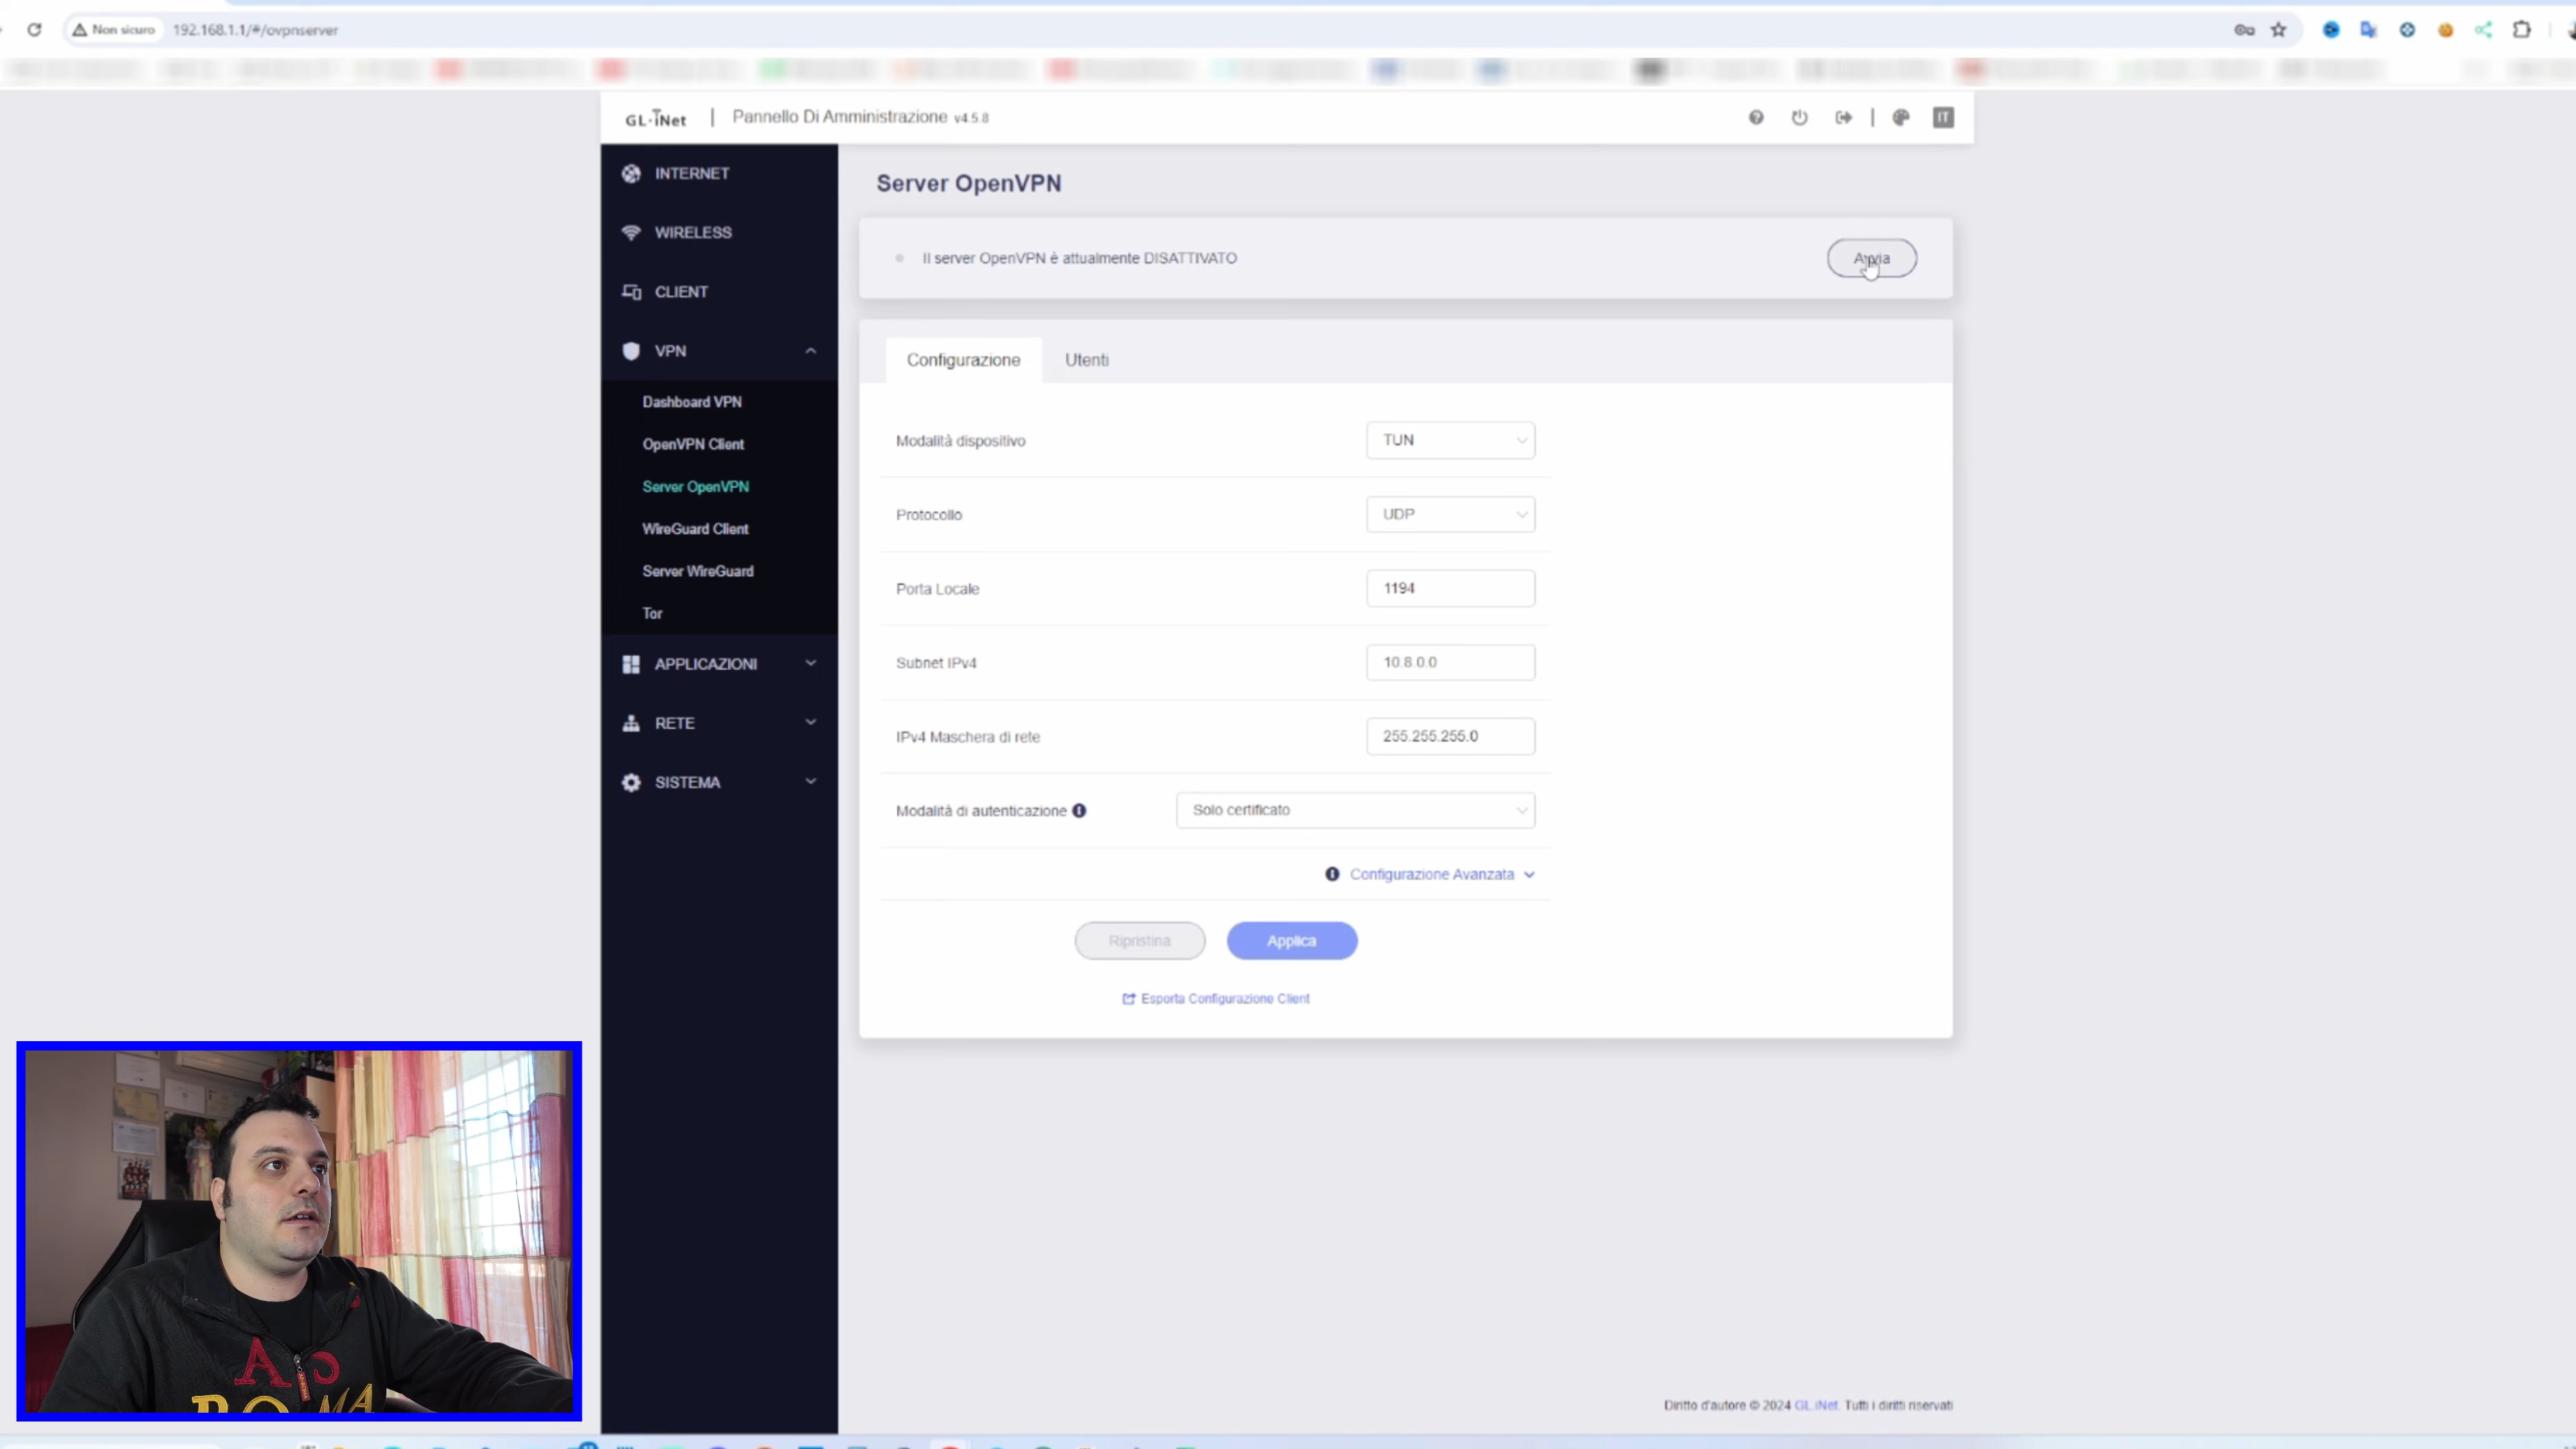 Non sicuro 192.168.1.1/#/ovpnserver
GL·iNet | Pannello Di Amministrazione v4.5.8
IT
INTERNET
WIRELESS
CLIENT
VPN
Dashboard VPN
OpenVPN Client
Server OpenVPN
WireGuard Client
Server WireGuard
Tor
APPLICAZIONI
RETE
SISTEMA
Server OpenVPN
Il server OpenVPN è attualmente DISATTIVATO
Avvia
Configurazione
Utenti
Modalità dispositivo
TUN
Protocollo
UDP
Porta Locale
1194
Subnet IPv4
10.8.0.0
IPv4 Maschera di rete
255.255.255.0
Modalità di autenticazione
Solo certificato
Configurazione Avanzata
Ripristina
Applica
Esporta Configurazione Client
AS
ROMA
Diritto d'autore © 2024 GL.iNet. Tutti i diritti riservati